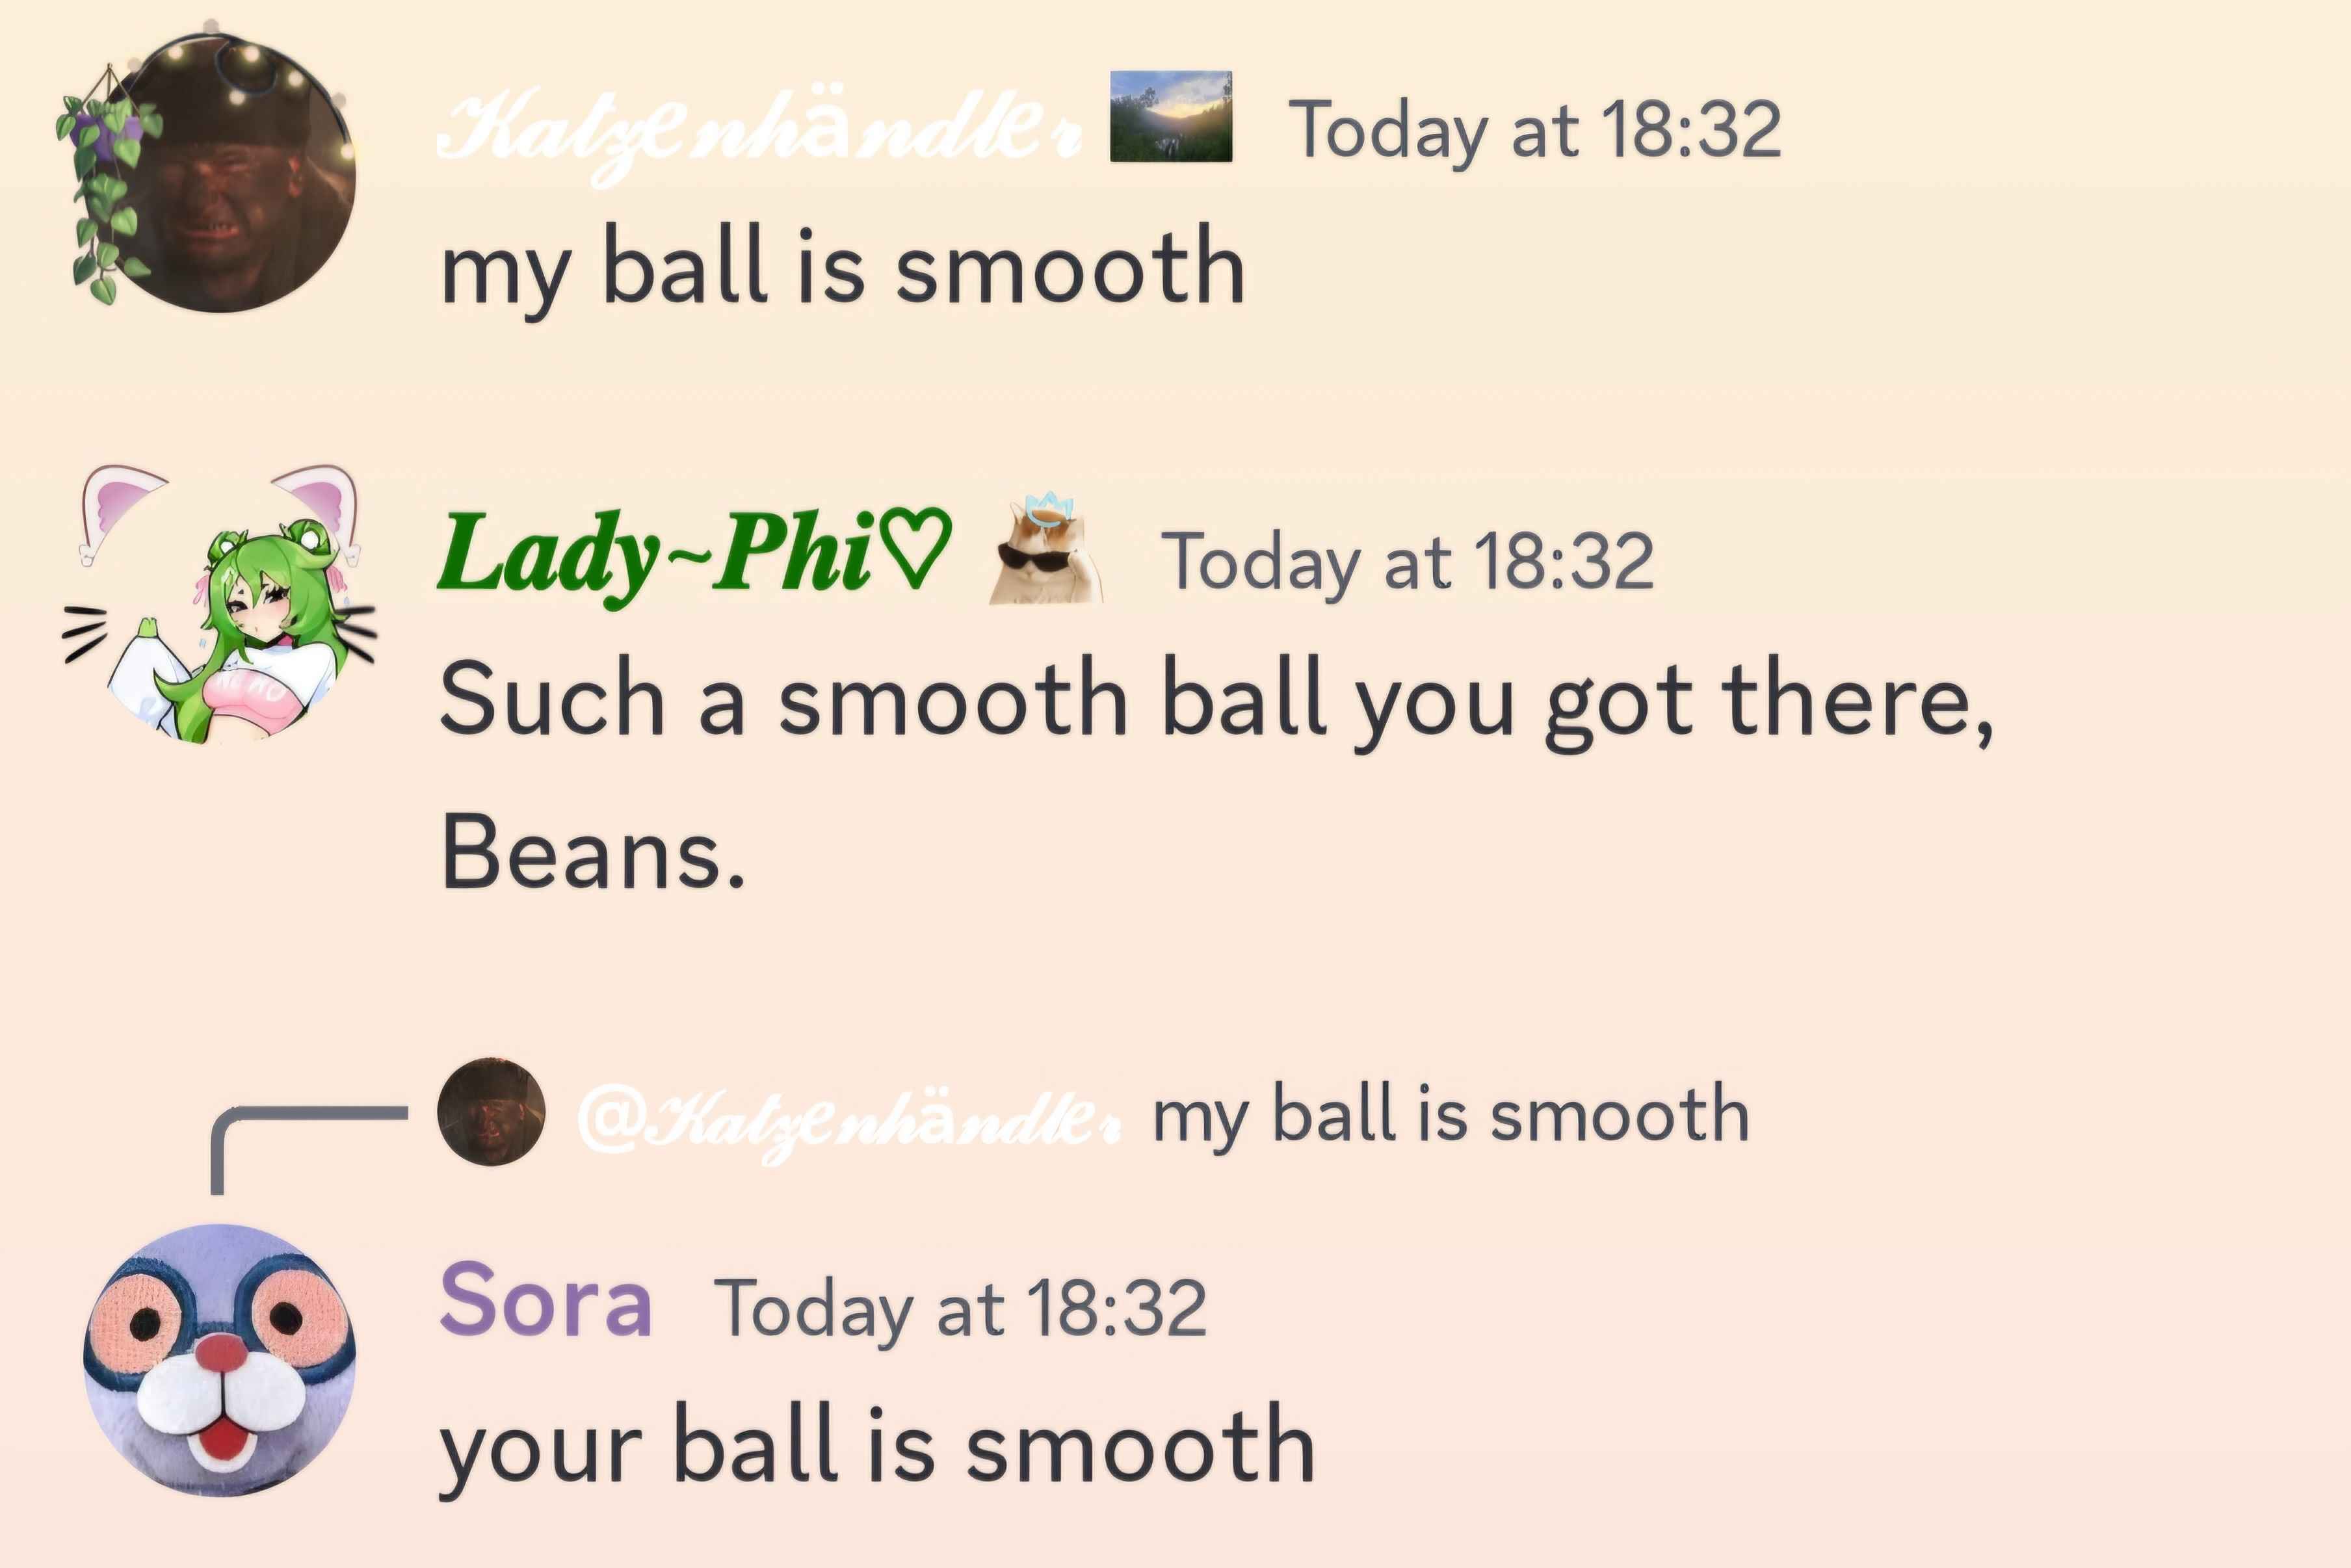 Katzenhändler Today at 18:32
my ball is smooth
Lady~Phi♡ Today at 18:32
Such a smooth ball you got there,
Beans.
@Katzenhändler my ball is smooth
Sora Today at 18:32
your ball is smooth